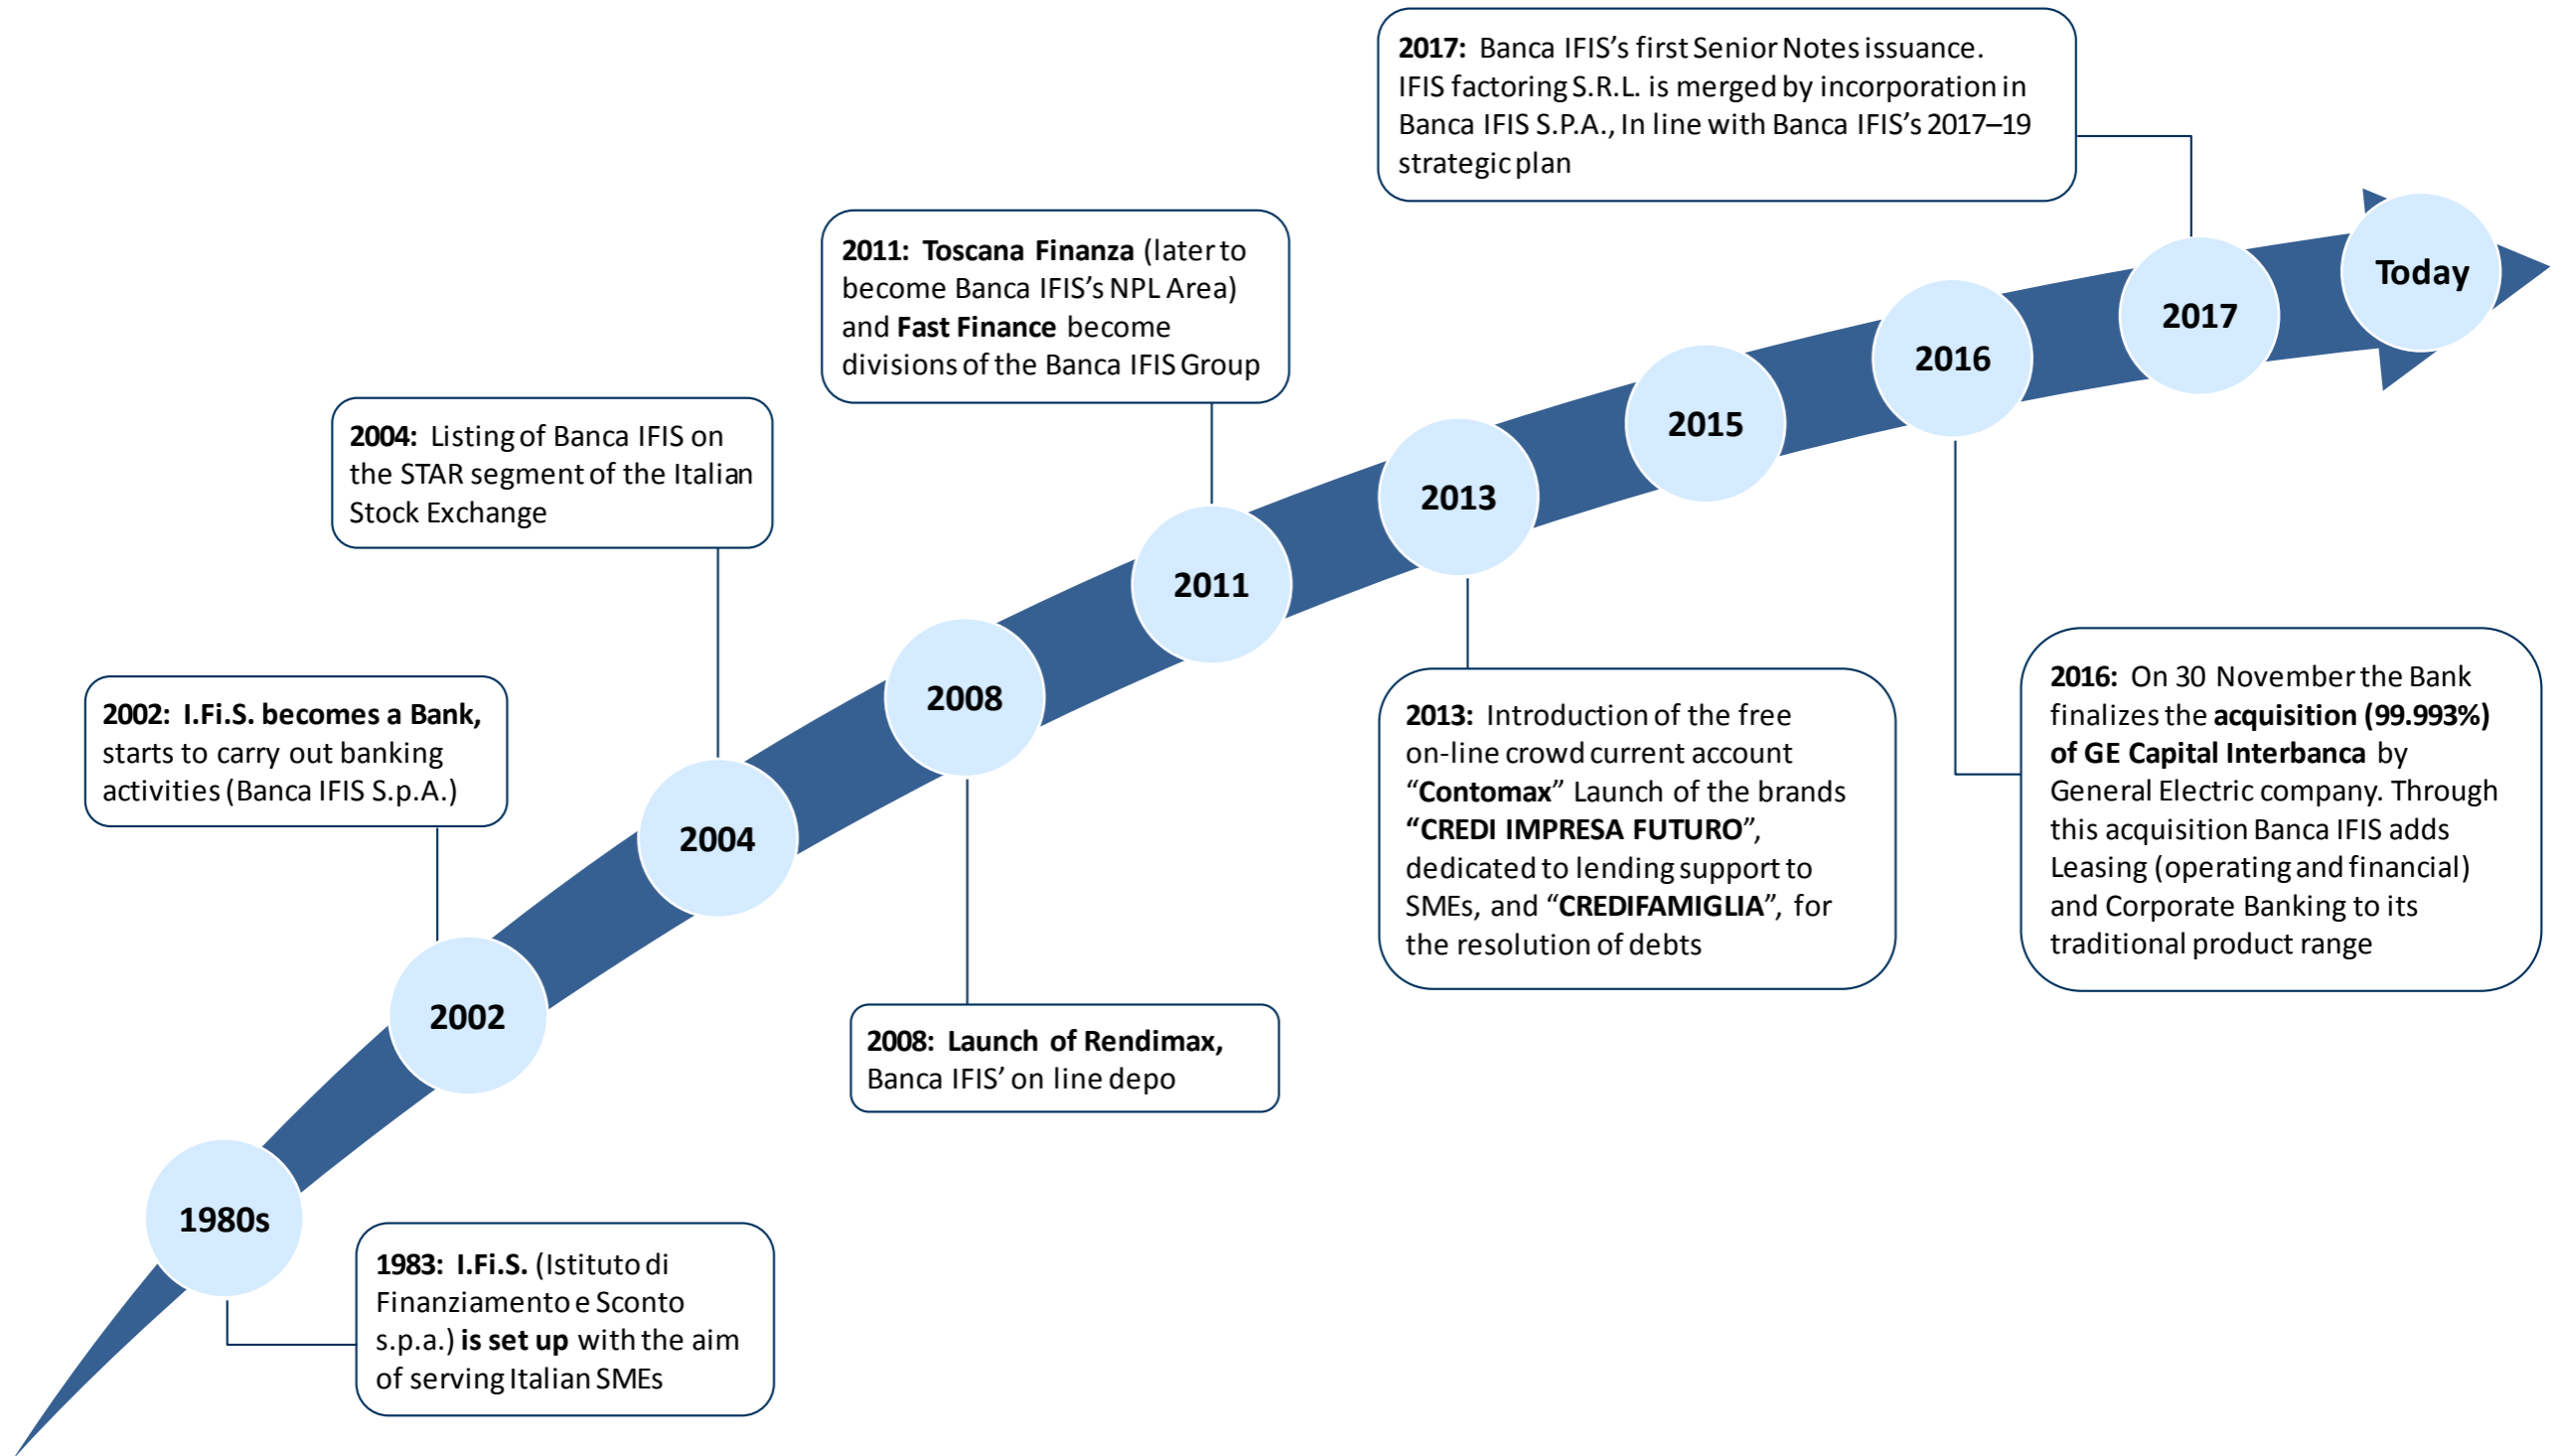 2017: Banca IFIS’s first Senior Notes issuance.
IFIS factoring S.R.L. is merged by incorporation in
Banca IFIS S.P.A., In line with Banca IFIS’s 2017–19
strategic plan
2011: Toscana Finanza (later to
become Banca IFIS’s NPL Area)
and Fast Finance become
divisions of the Banca IFIS Group
2004: Listing of Banca IFIS on
the STAR segment of the Italian
Stock Exchange
2002: I.Fi.S. becomes a Bank,
starts to carry out banking
activities (Banca IFIS S.p.A.)
1980s
2002
2004
2008
2011
2013
2015
2016
2017
Today
1983: I.Fi.S. (Istituto di
Finanziamento e Sconto
s.p.a.) is set up with the aim
of serving Italian SMEs
2008: Launch of Rendimax,
Banca IFIS’ on line depo
2013: Introduction of the free
on-line crowd current account
“Contomax” Launch of the brands
“CREDI IMPRESA FUTURO”,
dedicated to lending support to
SMEs, and “CREDIFAMIGLIA”, for
the resolution of debts
2016: On 30 November the Bank
finalizes the acquisition (99.993%)
of GE Capital Interbanca by
General Electric company. Through
this acquisition Banca IFIS adds
Leasing (operating and financial)
and Corporate Banking to its
traditional product range